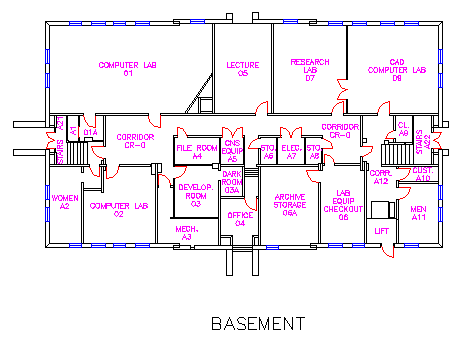 COMPUTER LAB
01
LECTURE
05
RESEARCH
LAB
07
CAD
COMPUTER LAB
09
A21
STAIRS
A1
01A
CORRIDOR
CR-0
FILE ROOM
A4
CNS
EQUIP
A5
STO.
A6
ELEC.
A7
STO.
A8
CORRIDOR
CR-0
CL.
A9
STAIRS
A22
WOMEN
A2
COMPUTER LAB
02
DEVELOP.
ROOM
03
MECH.
A3
DARK
ROOM
03A
OFFICE
04
ARCHIVE
STORAGE
06A
LAB
EQUIP
CHECKOUT
06
CORR.
A12
CUST.
A10
MEN
A11
LIFT
BASEMENT